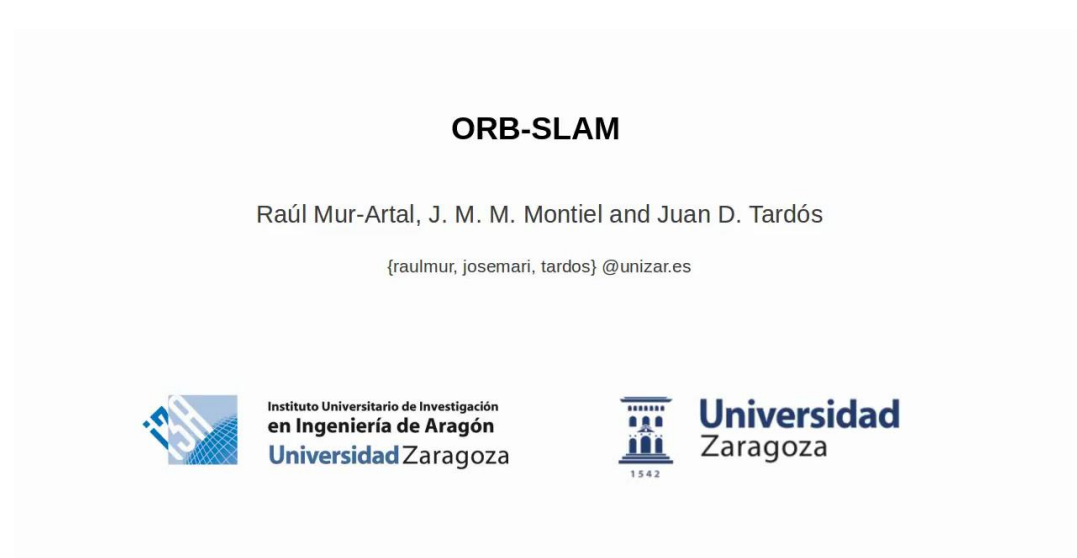 ORB-SLAM
Raúl Mur-Artal, J. M. M. Montiel and Juan D. Tardós
{raulmur, josemari, tardos} @unizar.es
i3A
Instituto Universitario de Investigación
en Ingeniería de Aragón
Universidad Zaragoza
Universidad
Zaragoza
1542